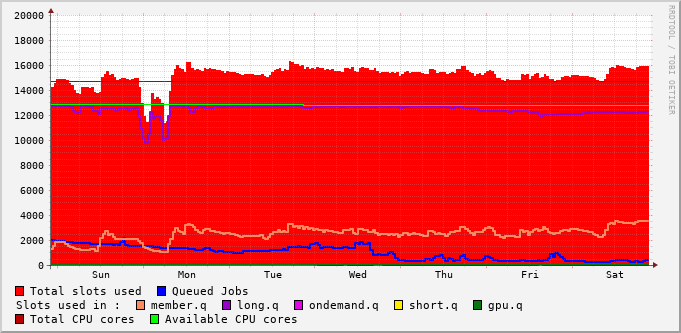 RRDTOOL / TOBI OETIKER
20000
18000
16000
14000
12000
10000
8000
6000
4000
2000
0
Sun Mon Tue Wed Thu Fri Sat
Total slots used Queued Jobs
Slots used in : member.q long.q ondemand.q short.q gpu.q
Total CPU cores Available CPU cores